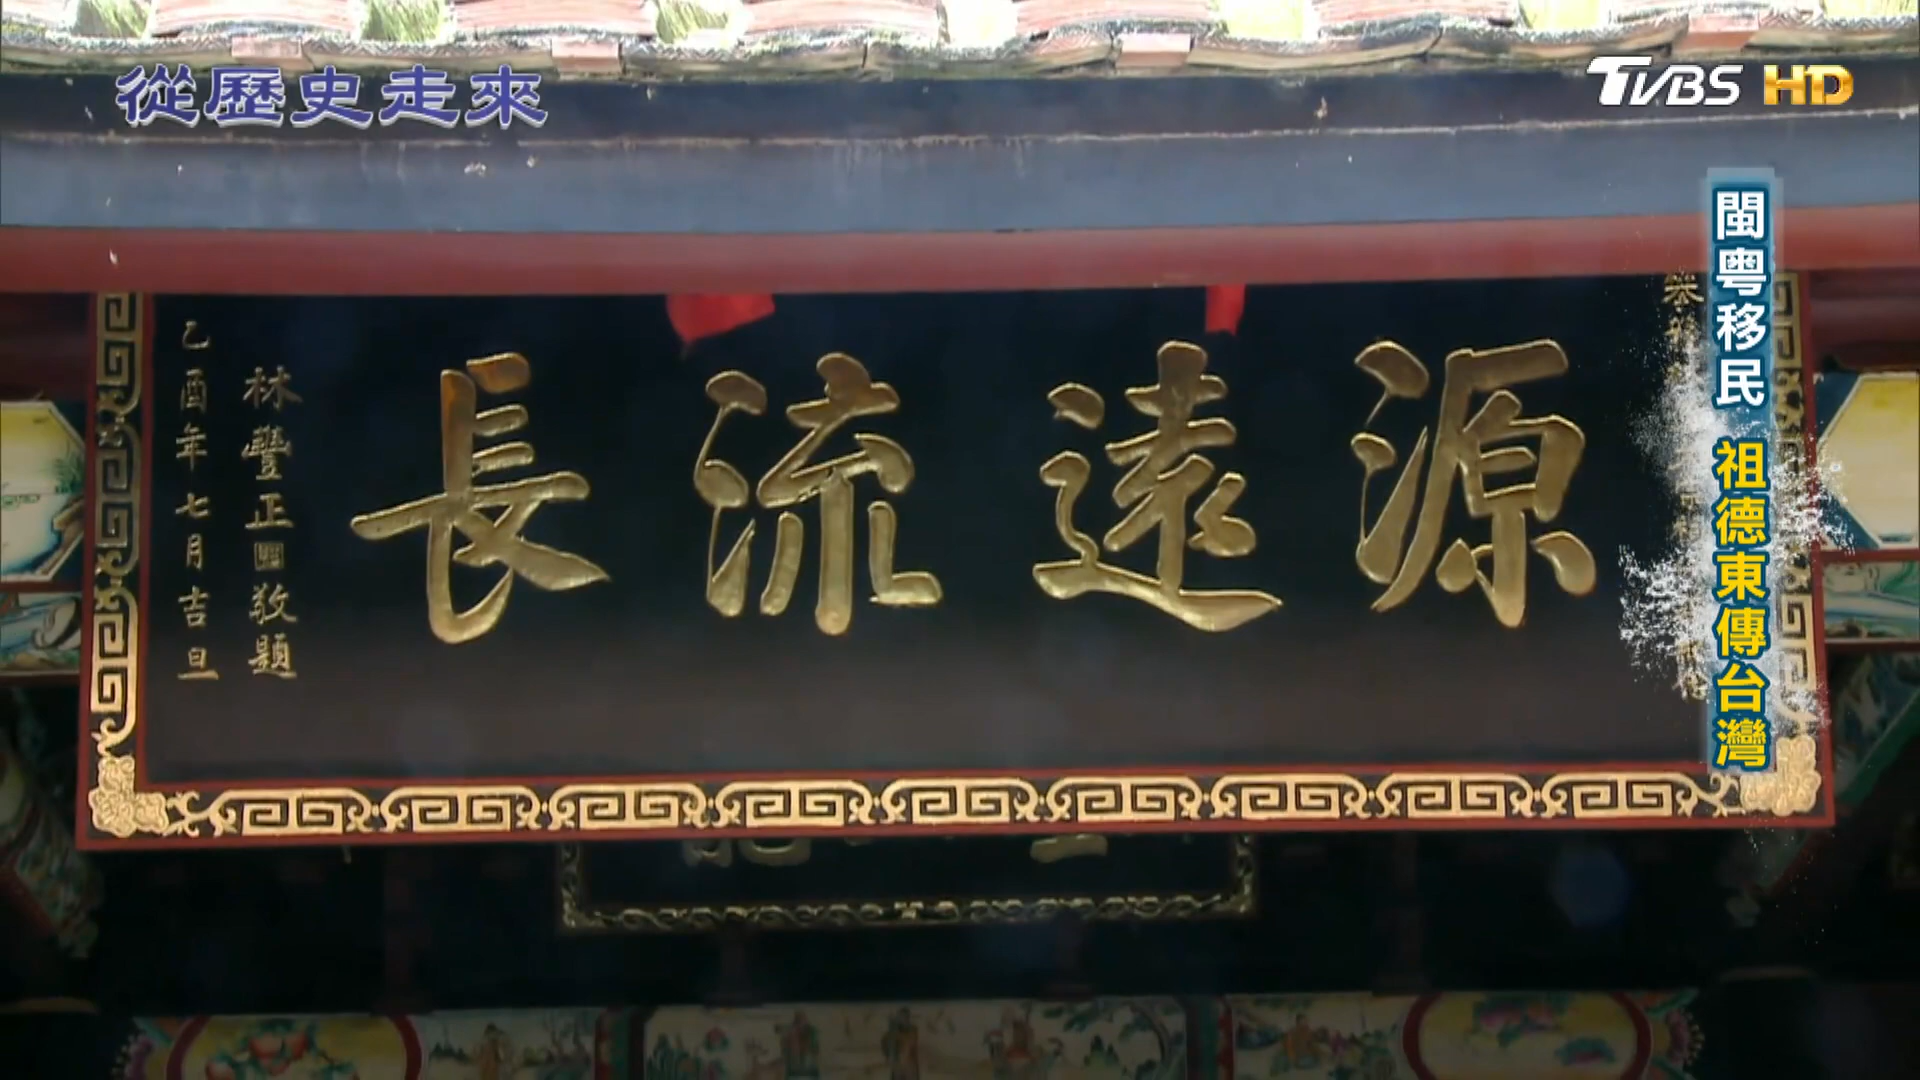 從歷史走來
TVBS HD
閩粵移民 祖德東傳台灣
源遠流長
林豐正敬題
乙酉年七月吉旦